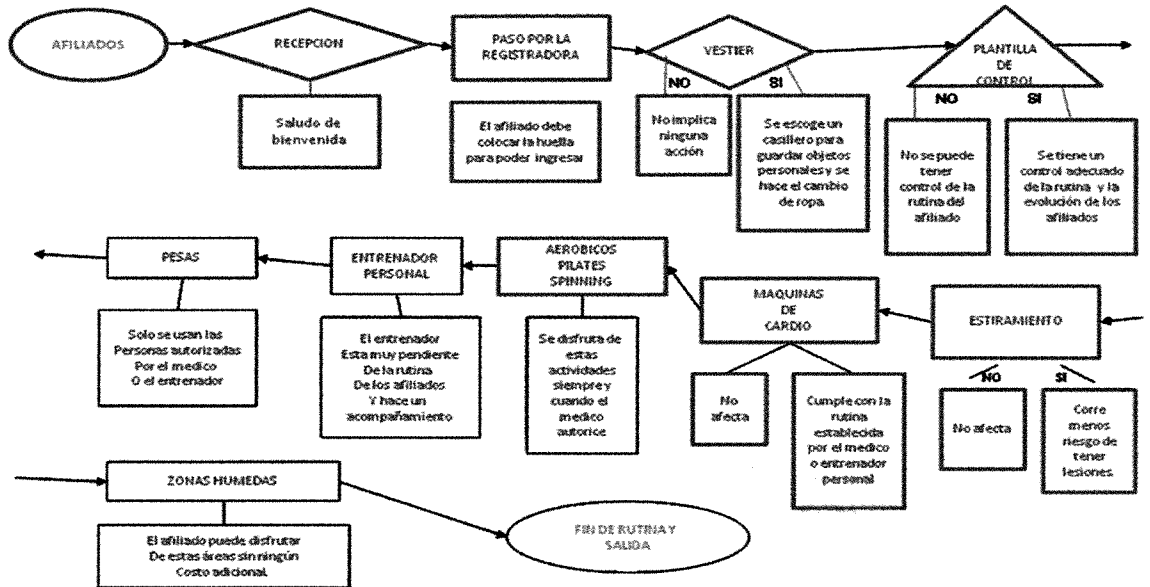 AFILIADOS
RECEPCION
PASO POR LA
REGISTRADORA
VESTIER
PLANTILLA
DE
CONTROL
NO
SI
NO
SI
Saludo de
bienvenida
El afiliado debe
colocar la huella
para poder ingresar
No implica
ninguna
acción
Se escoge un
casillero para
guardar objetos
personales y se
hace el cambio
de ropa.
No se puede
tener
control de la
rutina del
afiliado
Se tiene un
control adecuado
de la rutina y la
evolución de los
afiliados
PESAS
ENTRENADOR
PERSONAL
AEROBICOS
PILATES
SPINNING
MAQUINAS
DE
CARDIO
ESTIRAMIENTO
Solo se usan las
Personas autorizadas
Por el medico
O el entrenador
El entrenador
Esta muy pendiente
De la rutina
De los afiliados
Y hace un
acompañamiento
Se disfruta de
estas
actividades
siempre y
cuando el
medico
autorice
No
afecta
Cumple con la
rutina
establecida
por el medico
o entrenador
personal
NO
SI
No afecta
Corre
menos
riesgo de
tener
lesiones.
ZONAS HUMEDAS
El afiliado puede disfrutar
De estas áreas sin ningún
Costo adicional.
FIN DE RUTINA Y
SALIDA